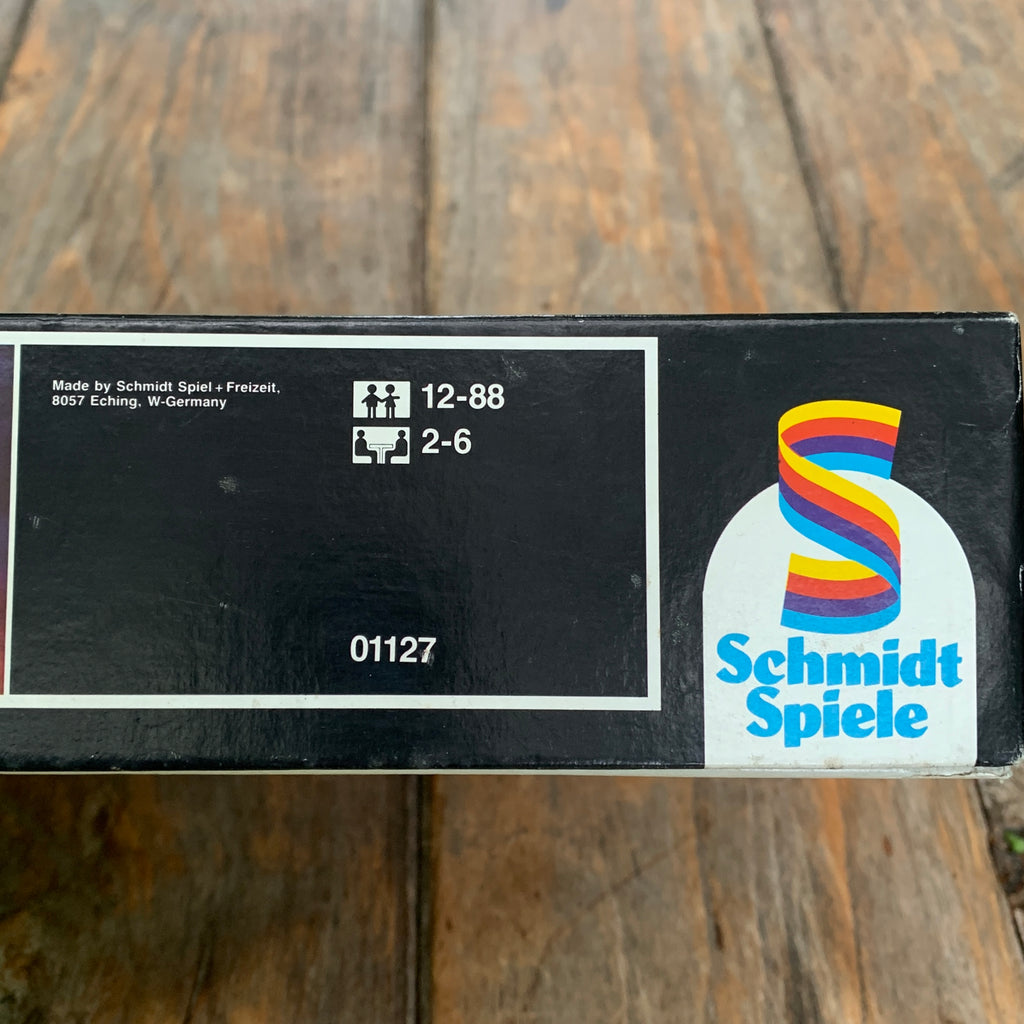 Made by Schmidt Spiel + Freizeit,
8057 Eching, W-Germany
12-88
2-6
01127
Schmidt
Spiele